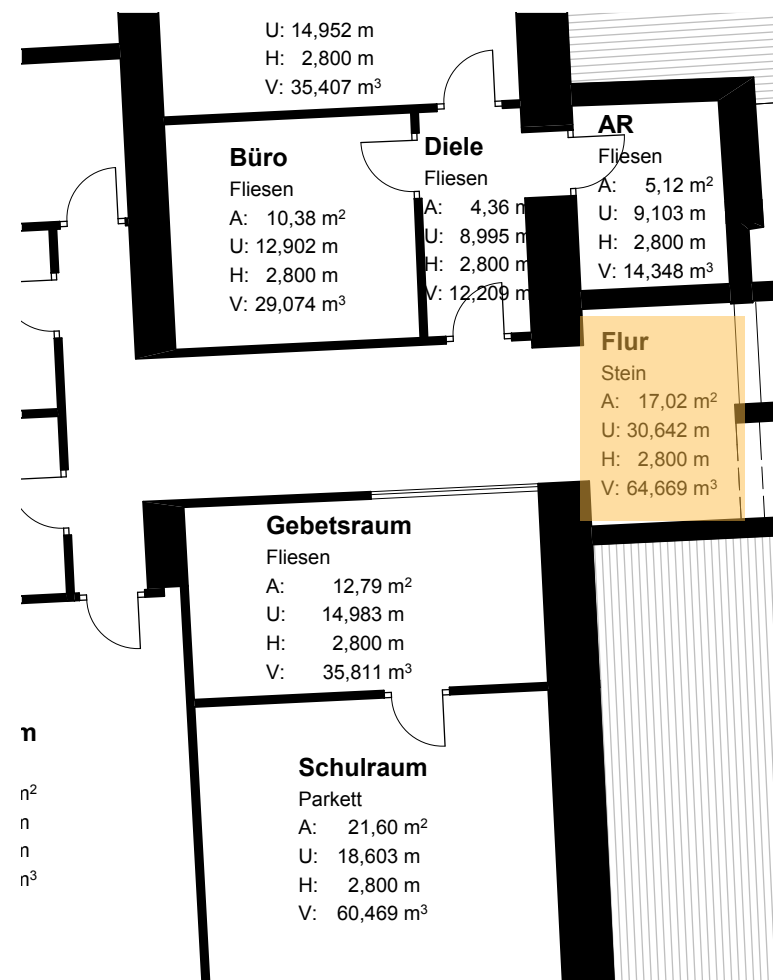 U: 14,952 m
H: 2,800 m
V: 35,407 m³
Büro
Fliesen
A: 10,38 m²
U: 12,902 m
H: 2,800 m
V: 29,074 m³
Diele
Fliesen
A: 4,36 m
U: 8,995 m
H: 2,800 m
V: 12,209 m
AR
Fliesen
A: 5,12 m²
U: 9,103 m
H: 2,800 m
V: 14,348 m³
Flur
Stein
A: 17,02 m²
U: 30,642 m
H: 2,800 m
V: 64,669 m³
Gebetsraum
Fliesen
A: 12,79 m²
U: 14,983 m
H: 2,800 m
V: 35,811 m³
m
m²
m
m
m³
Schulraum
Parkett
A: 21,60 m²
U: 18,603 m
H: 2,800 m
V: 60,469 m³